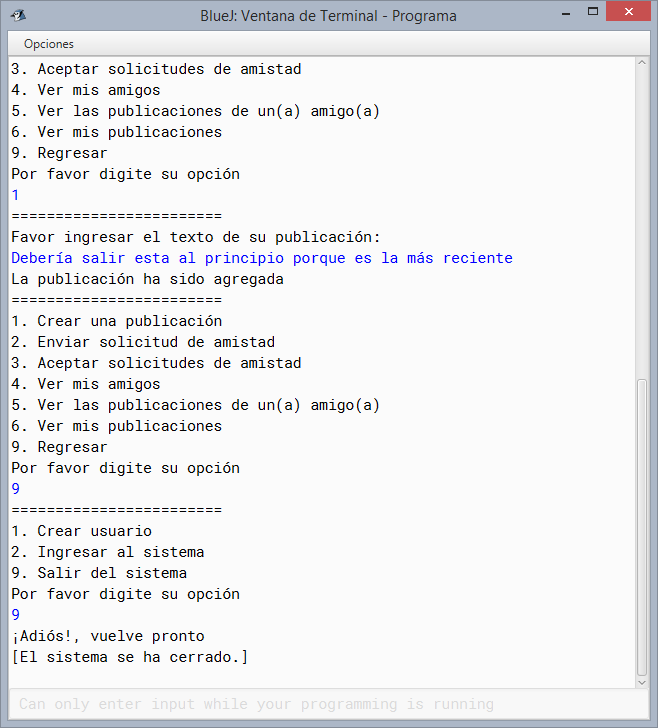 BlueJ: Ventana de Terminal - Programa
Opciones
3. Aceptar solicitudes de amistad
4. Ver mis amigos
5. Ver las publicaciones de un(a) amigo(a)
6. Ver mis publicaciones
9. Regresar
Por favor digite su opción
1
========================
Favor ingresar el texto de su publicación:
Debería salir esta al principio porque es la más reciente
La publicación ha sido agregada
========================
1. Crear una publicación
2. Enviar solicitud de amistad
3. Aceptar solicitudes de amistad
4. Ver mis amigos
5. Ver las publicaciones de un(a) amigo(a)
6. Ver mis publicaciones
9. Regresar
Por favor digite su opción
9
========================
1. Crear usuario
2. Ingresar al sistema
9. Salir del sistema
Por favor digite su opción
9
¡Adiós!, vuelve pronto
[El sistema se ha cerrado.]
Can only enter input while your programming is running